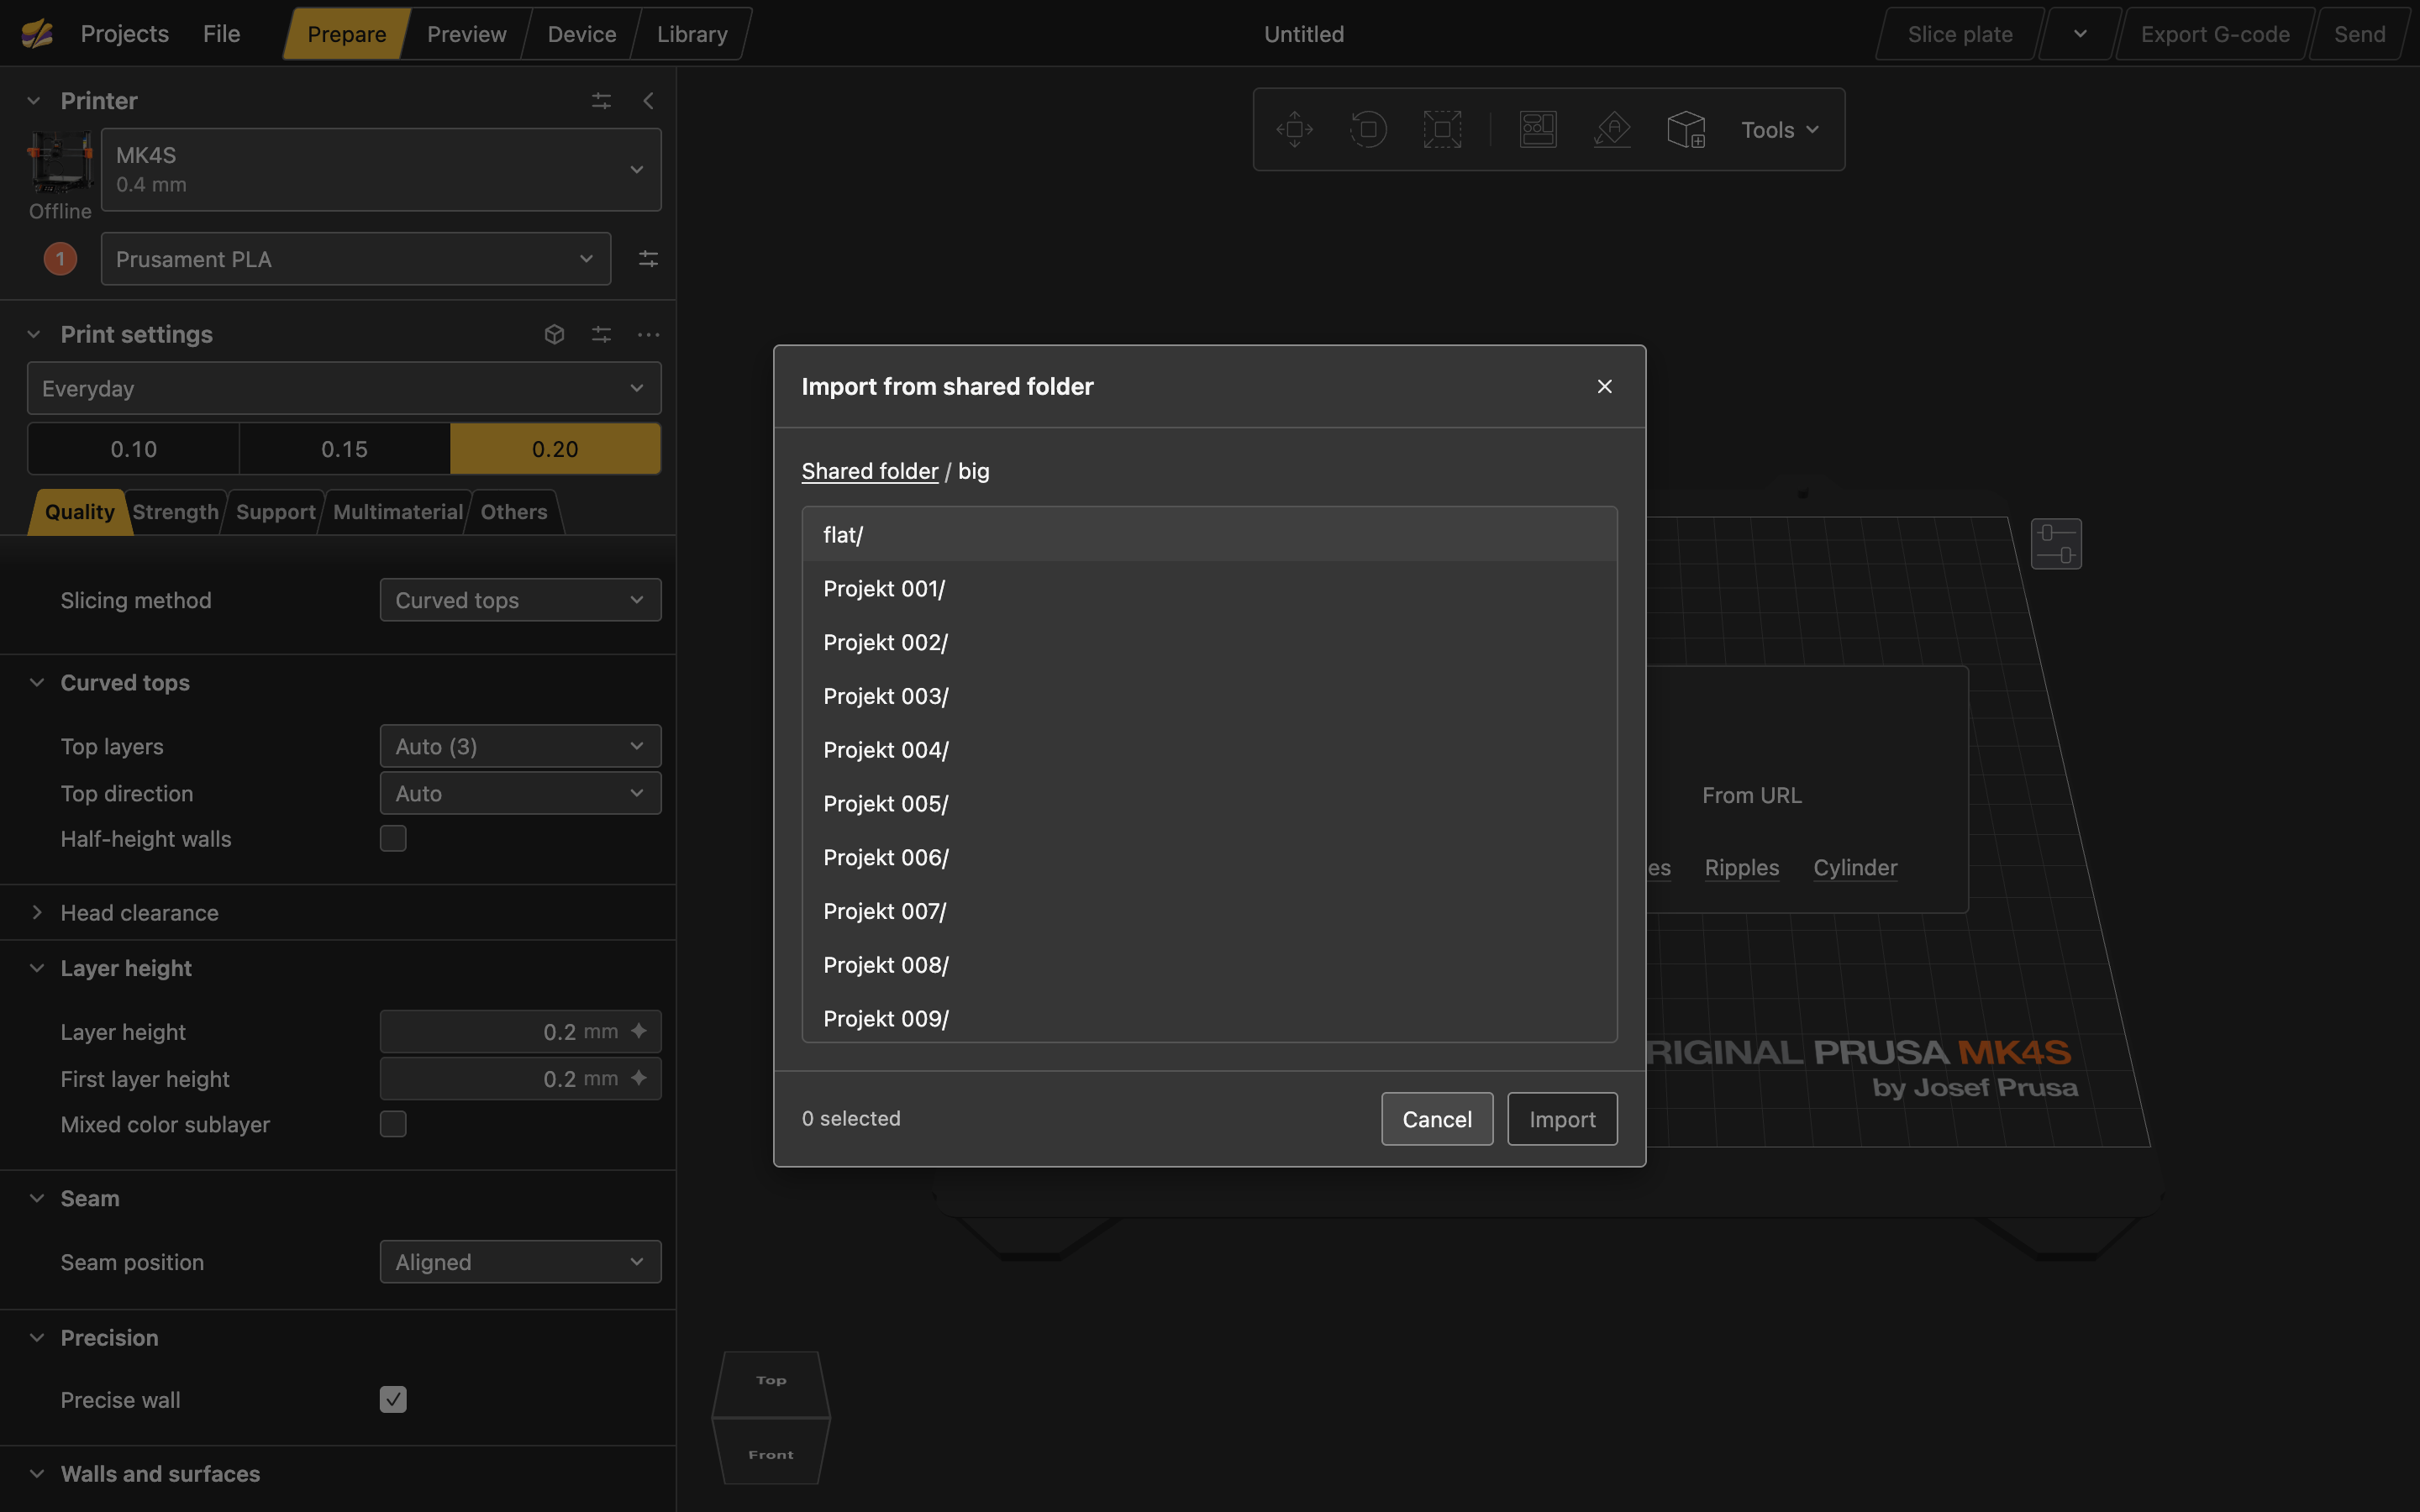 Projects File Prepare Preview Device Library Untitled Slice plate Export G-code Send
Printer
MK4S
0.4 mm
Offline
1 Prusament PLA
Print settings
Everyday
0.10 0.15 0.20
Quality Strength Support Multimaterial Others
Slicing method Curved tops
Curved tops
Top layers Auto (3)
Top direction Auto
Half-height walls
Head clearance
Layer height
Layer height 0.2 mm
First layer height 0.2 mm
Mixed color sublayer
Seam
Seam position Aligned
Precision
Precise wall
Walls and surfaces
Tools
Import from shared folder
Shared folder / big
flat/
Projekt 001/
Projekt 002/
Projekt 003/
Projekt 004/
Projekt 005/
Projekt 006/
Projekt 007/
Projekt 008/
Projekt 009/
0 selected Cancel Import
From URL
es Ripples Cylinder
RIGINAL PRUSA MK4S
by Josef Prusa
Top
Front